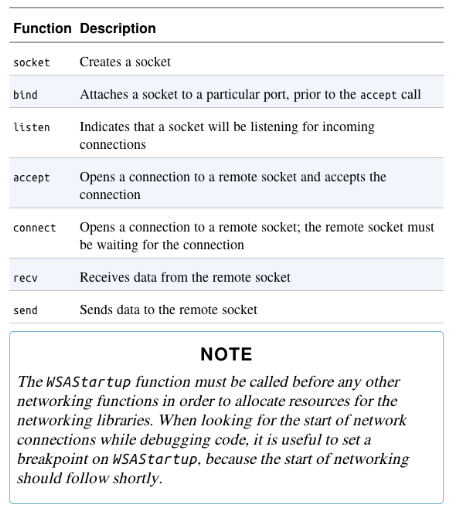 Function Description
socket Creates a socket
bind Attaches a socket to a particular port, prior to the accept call
listen Indicates that a socket will be listening for incoming
connections
accept Opens a connection to a remote socket and accepts the
connection
connect Opens a connection to a remote socket; the remote socket must
be waiting for the connection
recv Receives data from the remote socket
send Sends data to the remote socket
NOTE
The WSAStartup function must be called before any other
networking functions in order to allocate resources for the
networking libraries. When looking for the start of network
connections while debugging code, it is useful to set a
breakpoint on WSAStartup, because the start of networking
should follow shortly.